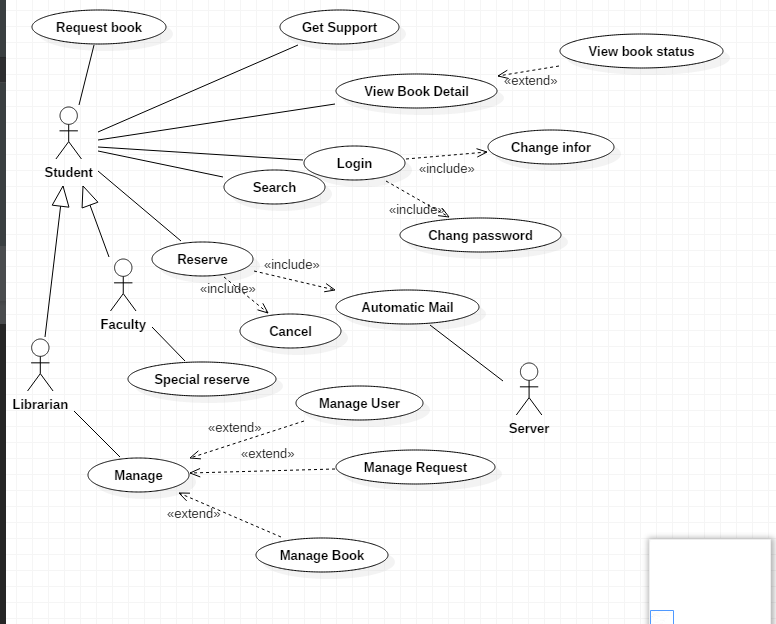 Request book
Get Support
View book status
View Book Detail
«extend»
Student
Login
Change infor
«include»
Search
«include»
Chang password
Reserve
«include»
«include»
Automatic Mail
Faculty
Cancel
Special reserve
Librarian
Manage User
Server
«extend»
«extend»
Manage
Manage Request
«extend»
Manage Book